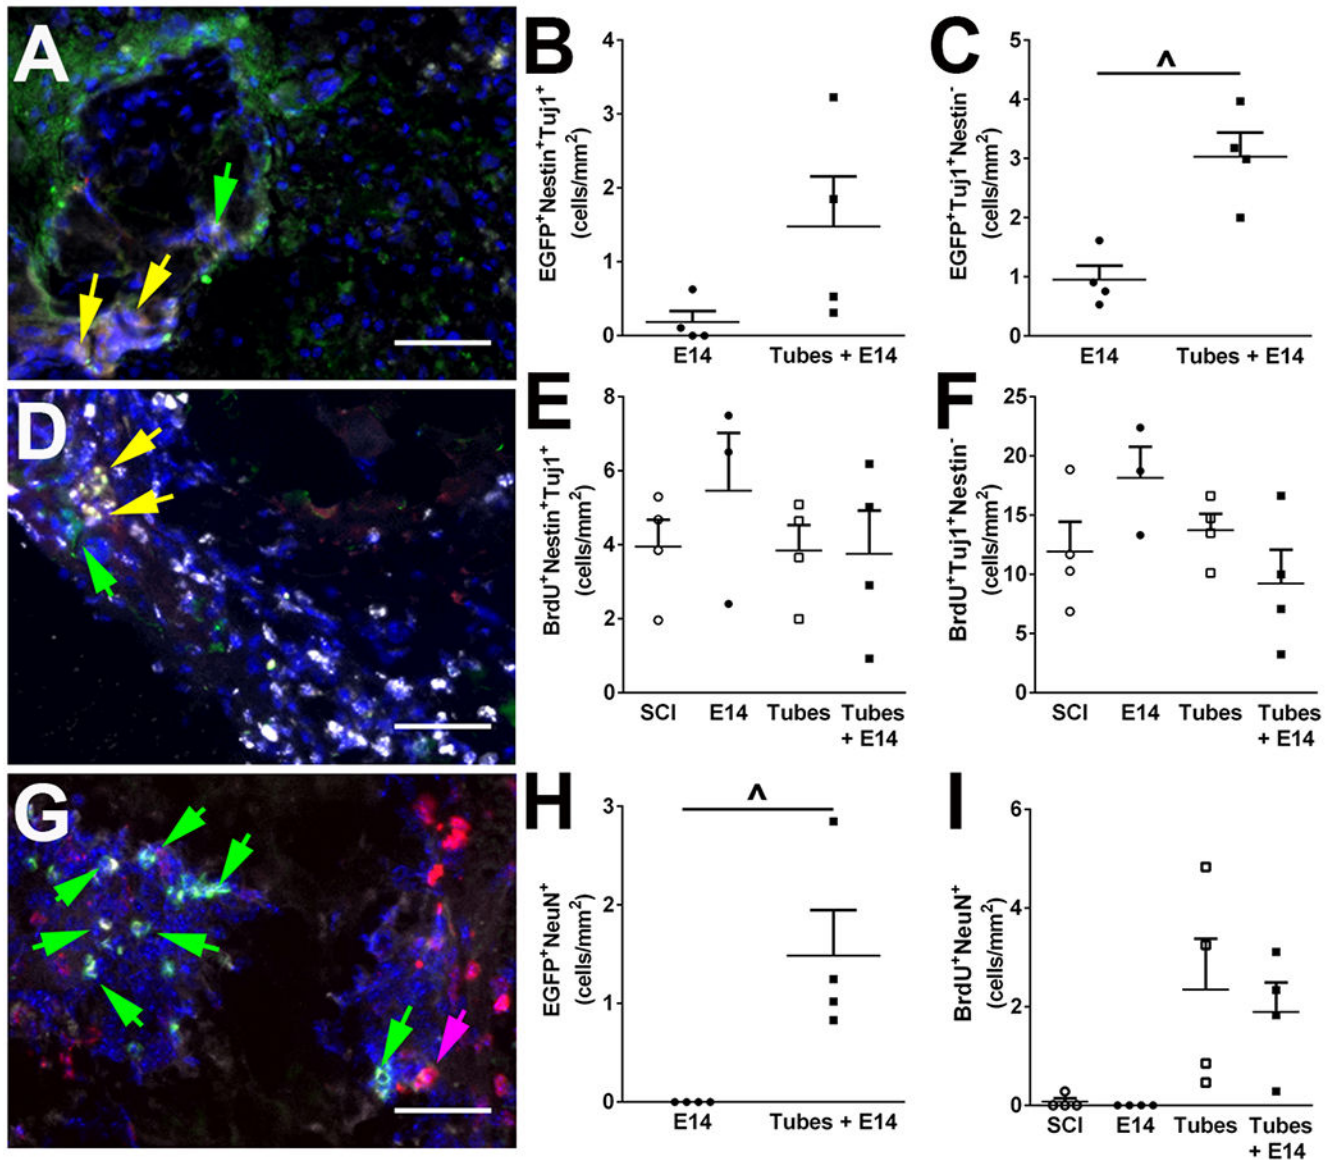 A
B
EGFP+Nestin+Tuj1+
(cells/mm2)
4
3
2
1
0
E14
Tubes + E14
C
^
EGFP+Tuj1+Nestin-
(cells/mm2)
5
4
3
2
1
0
E14
Tubes + E14
D
E
BrdU+Nestin+Tuj1+
(cells/mm2)
8
6
4
2
0
SCI
E14
Tubes
Tubes
+ E14
F
BrdU+Tuj1+Nestin-
(cells/mm2)
25
20
15
10
5
0
SCI
E14
Tubes
Tubes
+ E14
G
H
^
EGFP+NeuN+
(cells/mm2)
3
2
1
0
E14
Tubes + E14
I
BrdU+NeuN+
(cells/mm2)
6
4
2
0
SCI
E14
Tubes
Tubes
+ E14